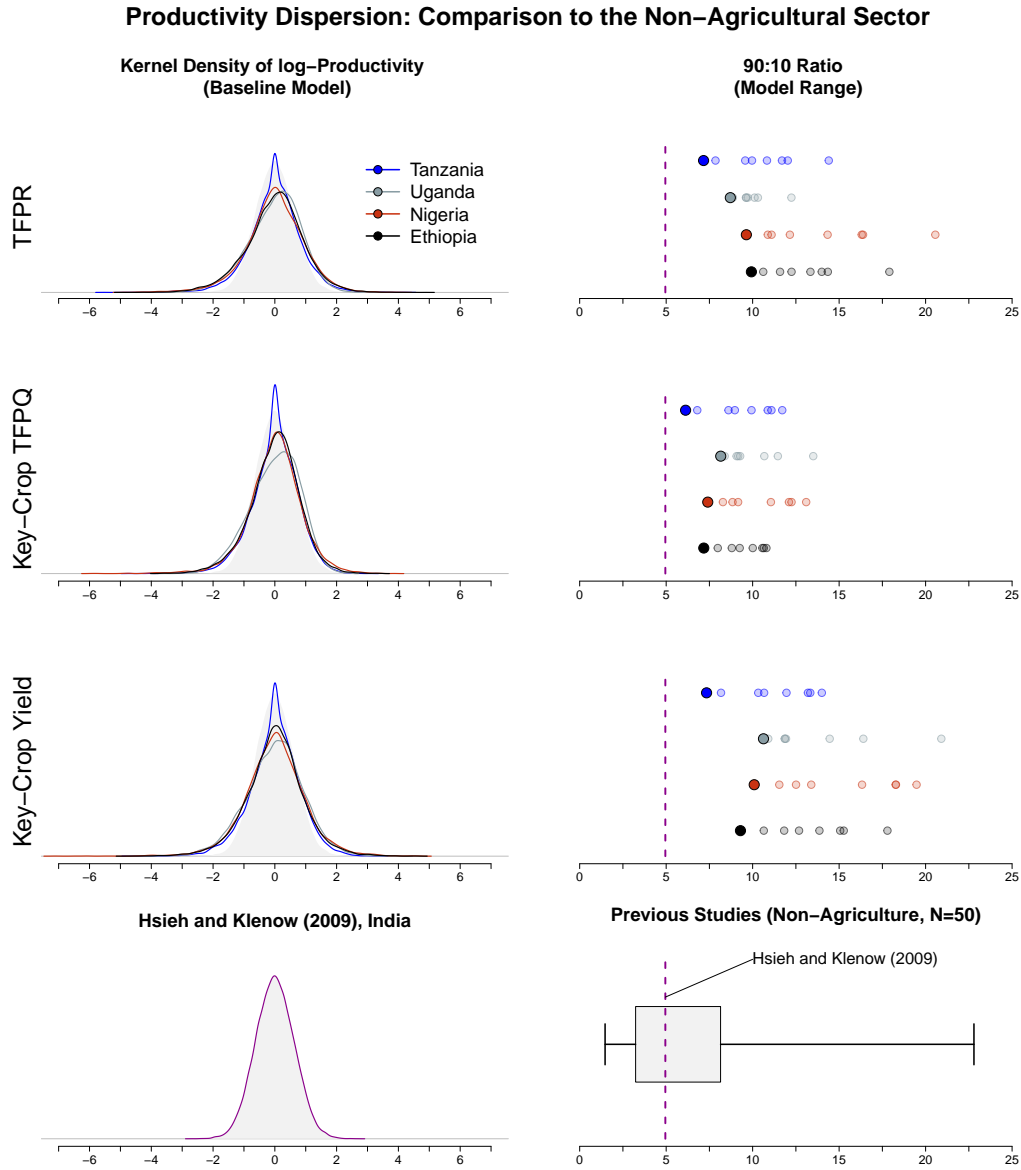 Productivity Dispersion: Comparison to the Non−Agricultural Sector
Kernel Density of log−Productivity
(Baseline Model)
90:10 Ratio
(Model Range)
TFPR
Tanzania
Uganda
Nigeria
Ethiopia
−6 −4 −2 0 2 4 6
0 5 10 15 20 25
Key−Crop TFPQ
−6 −4 −2 0 2 4 6
0 5 10 15 20 25
Key−Crop Yield
−6 −4 −2 0 2 4 6
0 5 10 15 20 25
Hsieh and Klenow (2009), India
Previous Studies (Non−Agriculture, N=50)
Hsieh and Klenow (2009)
−6 −4 −2 0 2 4 6
0 5 10 15 20 25